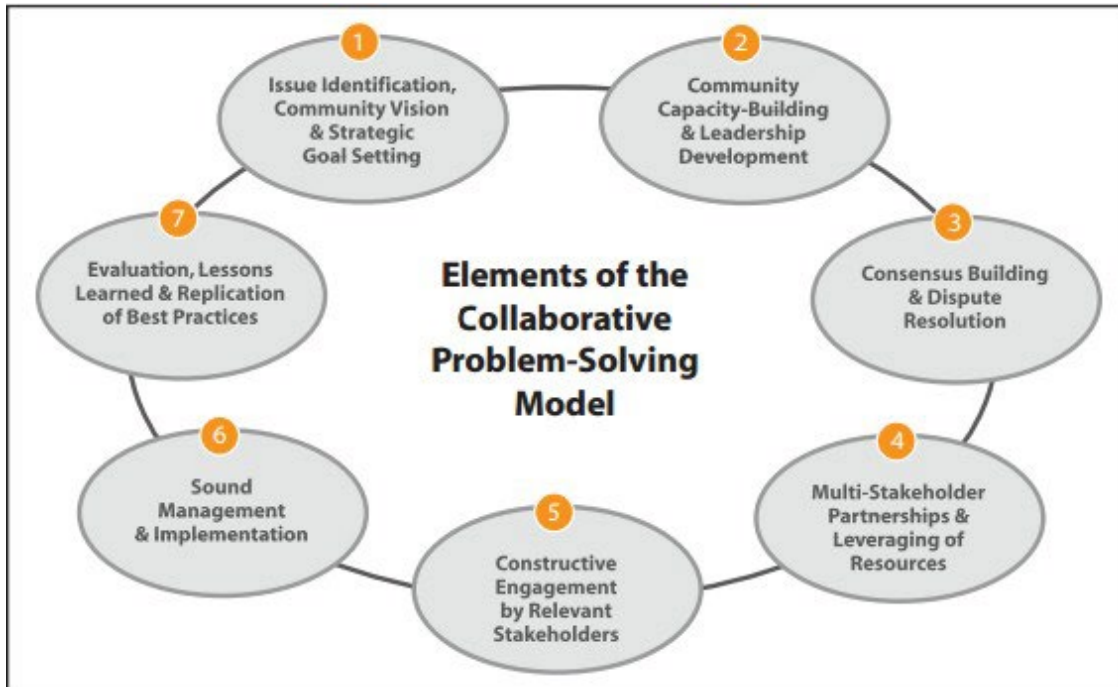 1
Issue Identification,
Community Vision
& Strategic
Goal Setting
2
Community
Capacity-Building
& Leadership
Development
3
Consensus Building
& Dispute
Resolution
4
Multi-Stakeholder
Partnerships &
Leveraging of
Resources
5
Constructive
Engagement
by Relevant
Stakeholders
6
Sound
Management
& Implementation
7
Evaluation, Lessons
Learned & Replication
of Best Practices
Elements of the
Collaborative
Problem-Solving
Model